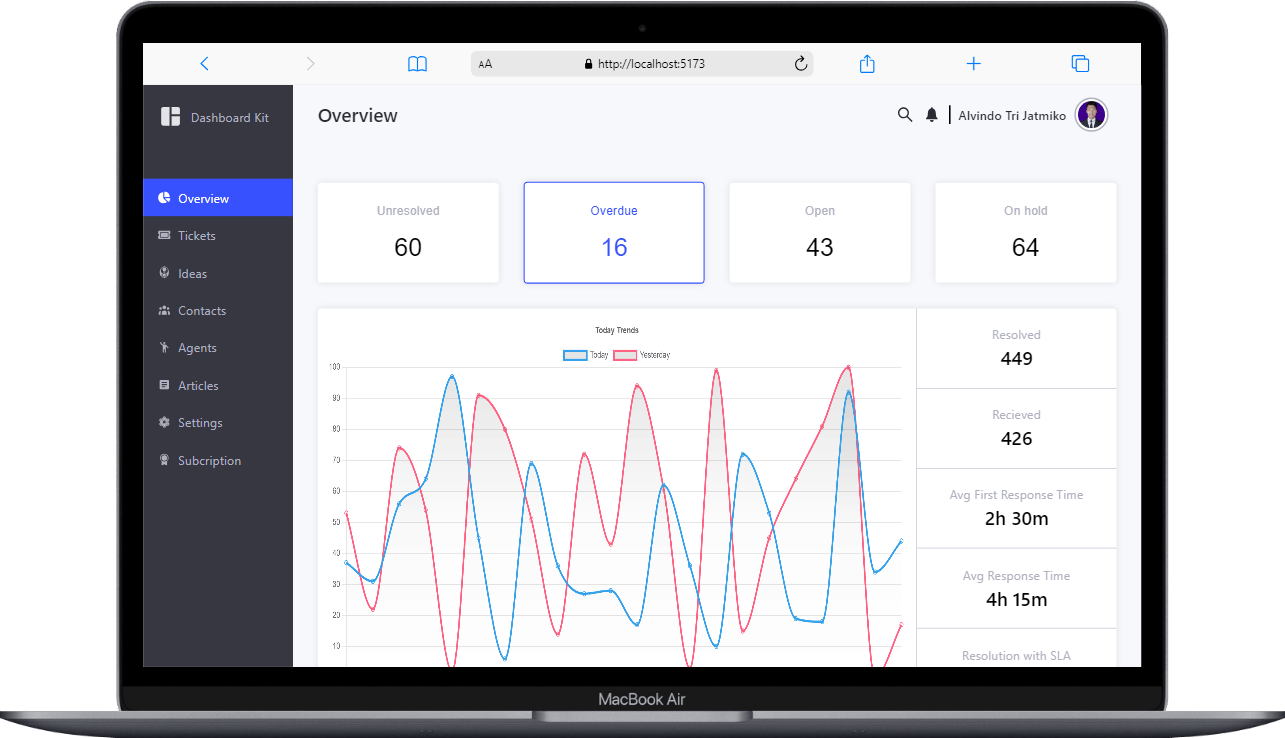 AA
http://localhost:5173
Dashboard Kit
Overview
Tickets
Ideas
Contacts
Agents
Articles
Settings
Subcription
Overview
Alvindo Tri Jatmiko
Unresolved
60
Overdue
16
Open
43
On hold
64
Today Trends
Today Yesterday
100
90
80
70
60
50
40
30
20
10
Resolved
449
Recieved
426
Avg First Response Time
2h 30m
Avg Response Time
4h 15m
Resolution with SLA
MacBook Air